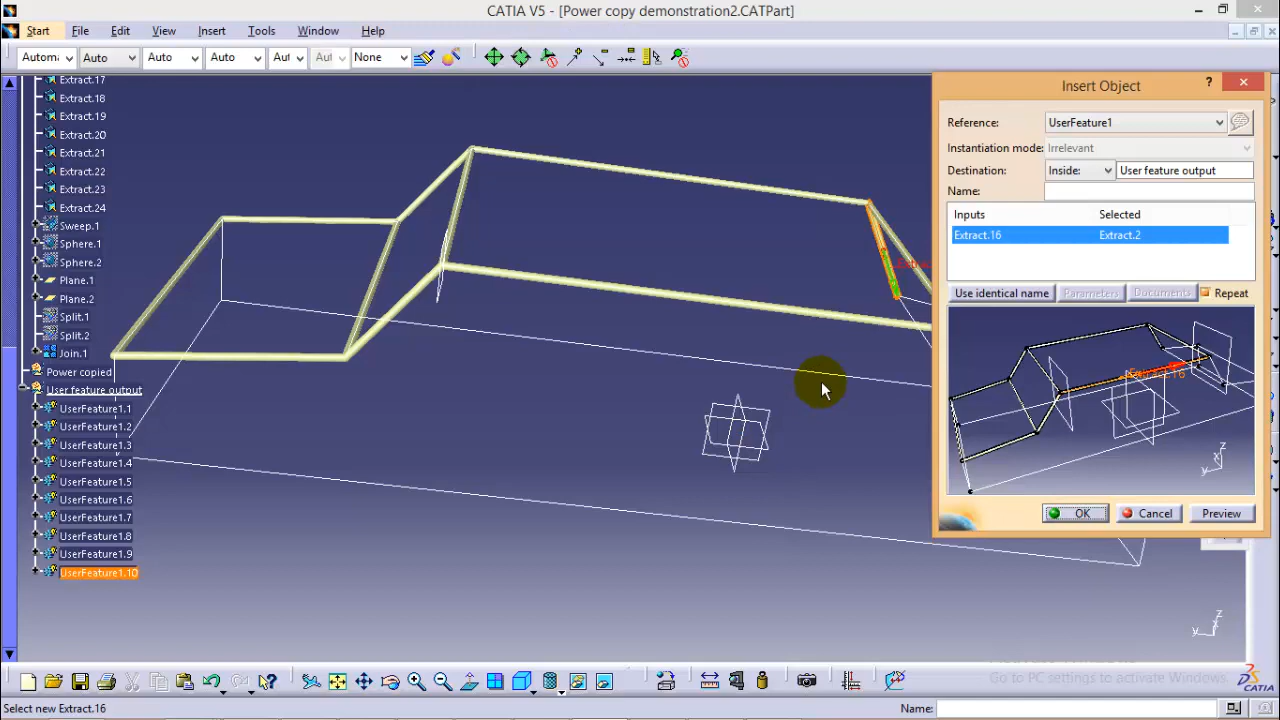 CATIA V5 - [Power copy demonstration2.CATPart]
Start File Edit View Insert Tools Window Help
Automa Auto Auto Auto Aut Aut None
Extract.17
Extract.18
Extract.19
Extract.20
Extract.21
Extract.22
Extract.23
Extract.24
Sweep.1
Sphere.1
Sphere.2
Plane.1
Plane.2
Split.1
Split.2
Join.1
Power copied
User feature output
UserFeature1.1
UserFeature1.2
UserFeature1.3
UserFeature1.4
UserFeature1.5
UserFeature1.6
UserFeature1.7
UserFeature1.8
UserFeature1.9
UserFeature1.10
Insert Object
Reference: UserFeature1
Instantiation mode: Irrelevant
Destination: Inside: User feature output
Name:
Inputs Selected
Extract.16 Extract.2
Use identical name Parameters Documents Repeat
Extract.16
z
x
y
OK Cancel Preview
z
y
Go to PC settings to activate Windows.
CATIA
Select new Extract.16
Name: